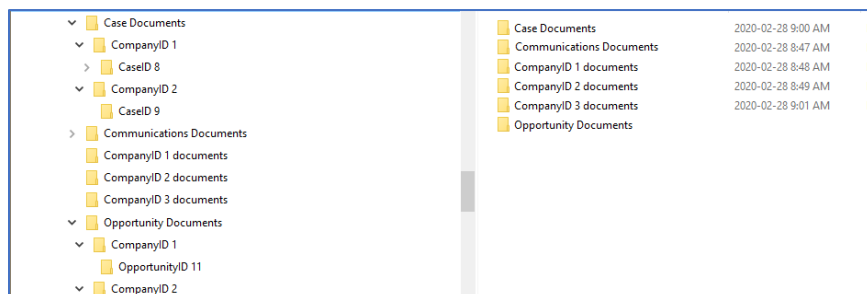 Case Documents
CompanyID 1
CaseID 8
CompanyID 2
CaseID 9
Communications Documents
CompanyID 1 documents
CompanyID 2 documents
CompanyID 3 documents
Opportunity Documents
CompanyID 1
OpportunityID 11
CompanyID 2
Case Documents 2020-02-28 9:00 AM
Communications Documents 2020-02-28 8:47 AM
CompanyID 1 documents 2020-02-28 8:48 AM
CompanyID 2 documents 2020-02-28 8:49 AM
CompanyID 3 documents 2020-02-28 9:01 AM
Opportunity Documents